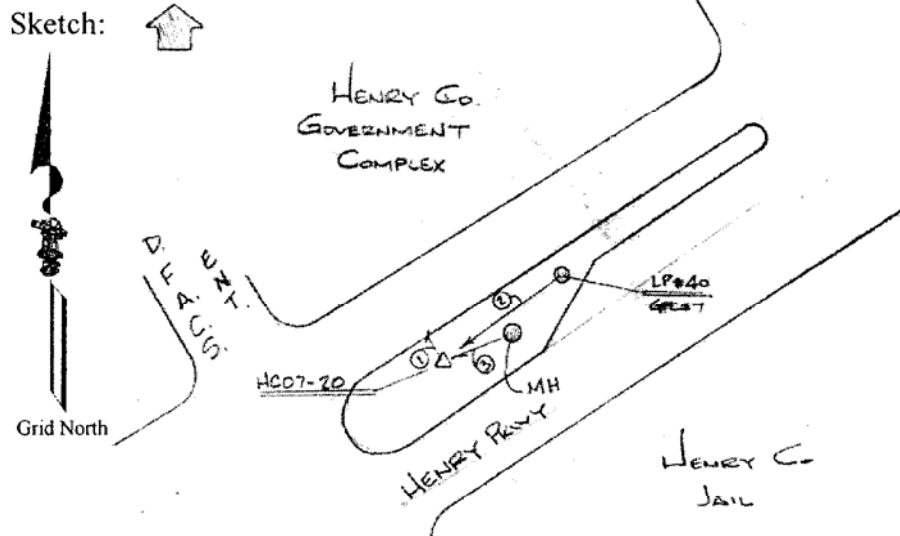 Sketch:
HENRY CO.
GOVERNMENT
COMPLEX
D.F.A.C.S.
ENT.
LP#40
2
1
3
HC07-20
MH
Grid North
HENRY PKWY
HENRY CO
JAIL